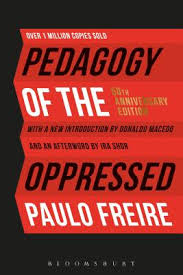 OVER 1 MILLION COPIES SOLD
PEDAGOGY
OF THE
50TH
ANNIVERSARY
EDITION
WITH A NEW INTRODUCTION BY DONALDO MACEDO
AND AN AFTERWORD BY IRA SHOR
OPPRESSED
PAULO FREIRE
BLOOMSBURY